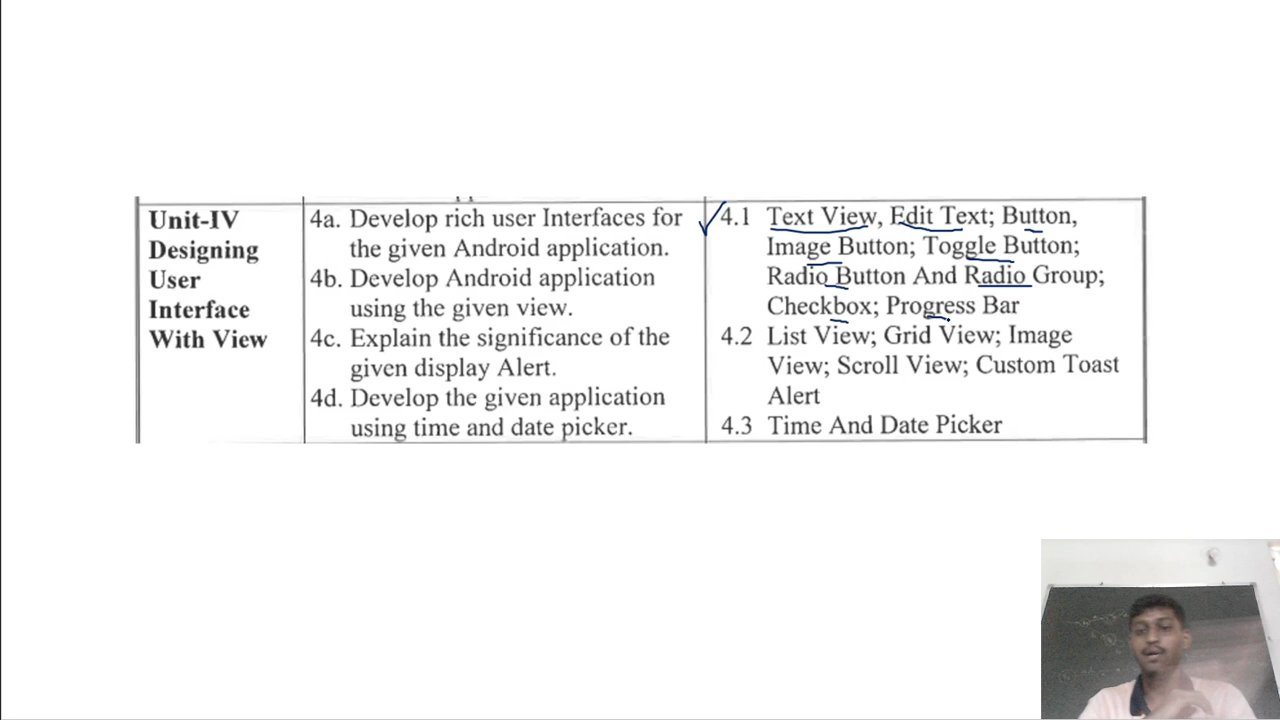 Unit-IV
Designing
User
Interface
With View
4a. Develop rich user Interfaces for
the given Android application.
4b. Develop Android application
using the given view.
4c. Explain the significance of the
given display Alert.
4d. Develop the given application
using time and date picker.
4.1 Text View, Edit Text; Button,
Image Button; Toggle Button;
Radio Button And Radio Group;
Checkbox; Progress Bar
4.2 List View; Grid View; Image
View; Scroll View; Custom Toast
Alert
4.3 Time And Date Picker